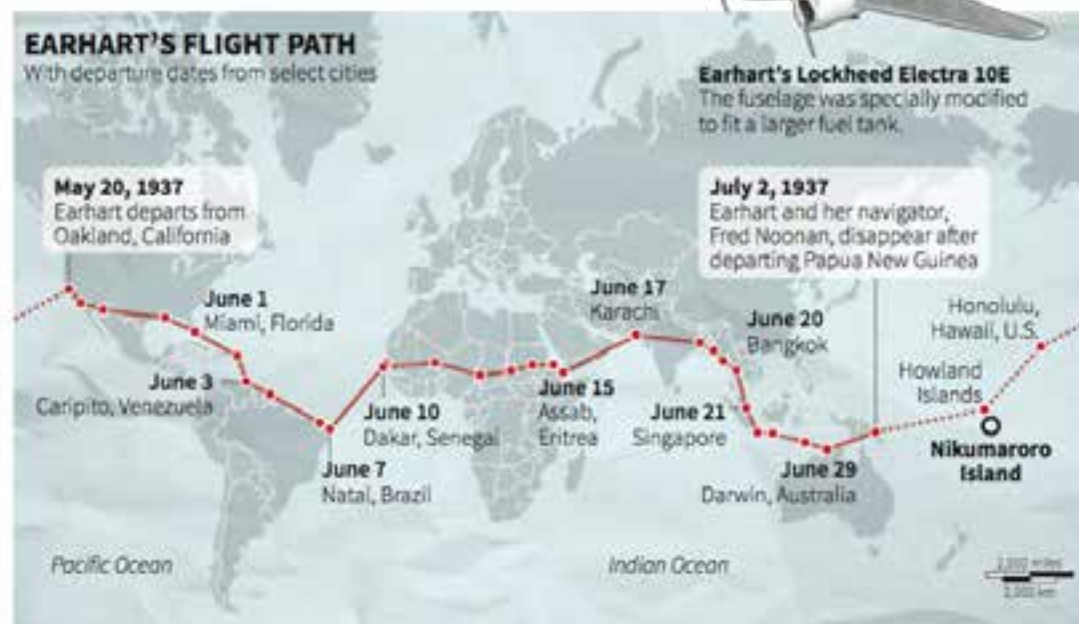 EARHART'S FLIGHT PATH
With departure dates from select cities
Earhart's Lockheed Electra 10E
The fuselage was specially modified
to fit a larger fuel tank.
May 20, 1937
Earhart departs from
Oakland, California
July 2, 1937
Earhart and her navigator,
Fred Noonan, disappear after
departing Papua New Guinea
June 1
Miami, Florida
June 3
Caripito, Venezuela
June 7
Natal, Brazil
June 10
Dakar, Senegal
June 15
Assab,
Eritrea
June 17
Karachi
June 20
Bangkok
June 21
Singapore
June 29
Darwin, Australia
Honolulu,
Hawaii, U.S.
Howland
Islands
Nikumaroro
Island
Pacific Ocean
Indian Ocean
miles
km